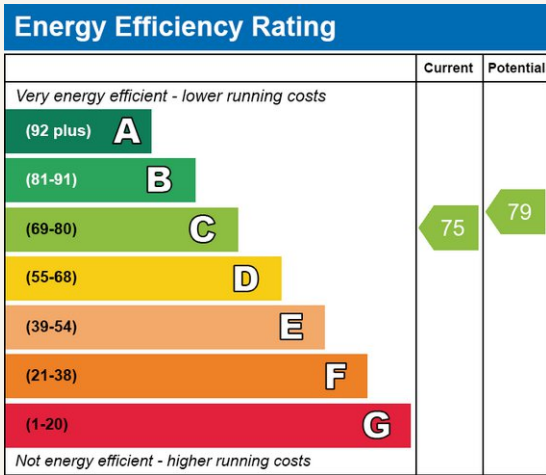 Energy Efficiency Rating
Current Potential
Very energy efficient - lower running costs
(92 plus) A
(81-91) B
(69-80) C 75 79
(55-68) D
(39-54) E
(21-38) F
(1-20) G
Not energy efficient - higher running costs